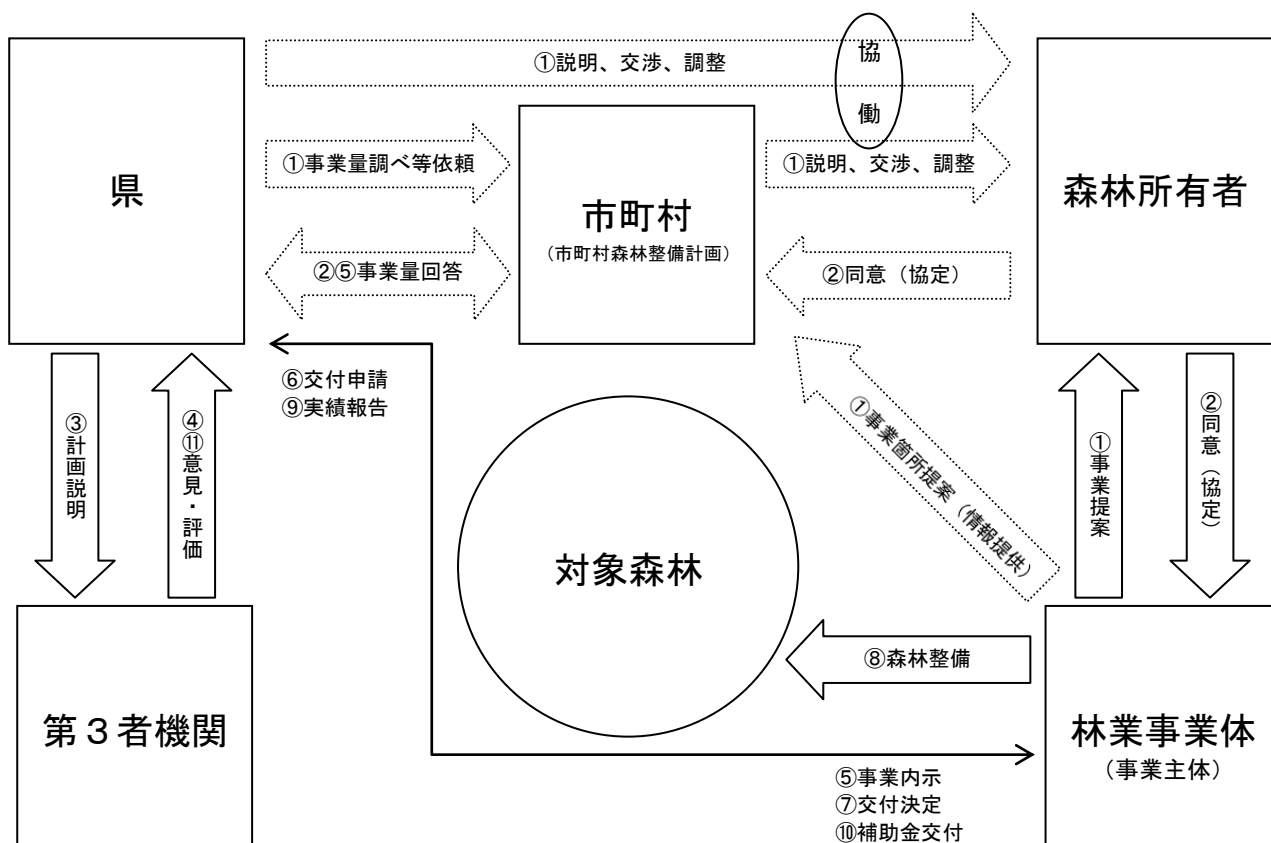 ①説明、交渉、調整
協
働
県
①事業量調べ等依頼
市町村
(市町村森林整備計画)
①説明、交渉、調整
森林所有者
②⑤事業量回答
②同意（協定）
⑥交付申請
⑨実績報告
③計画説明
④⑪意見・評価
①事業箇所提案（情報提供）
①事業提案
②同意（協定）
対象森林
⑧森林整備
第３者機関
林業事業体
（事業主体）
⑤事業内示
⑦交付決定
⑩補助金交付